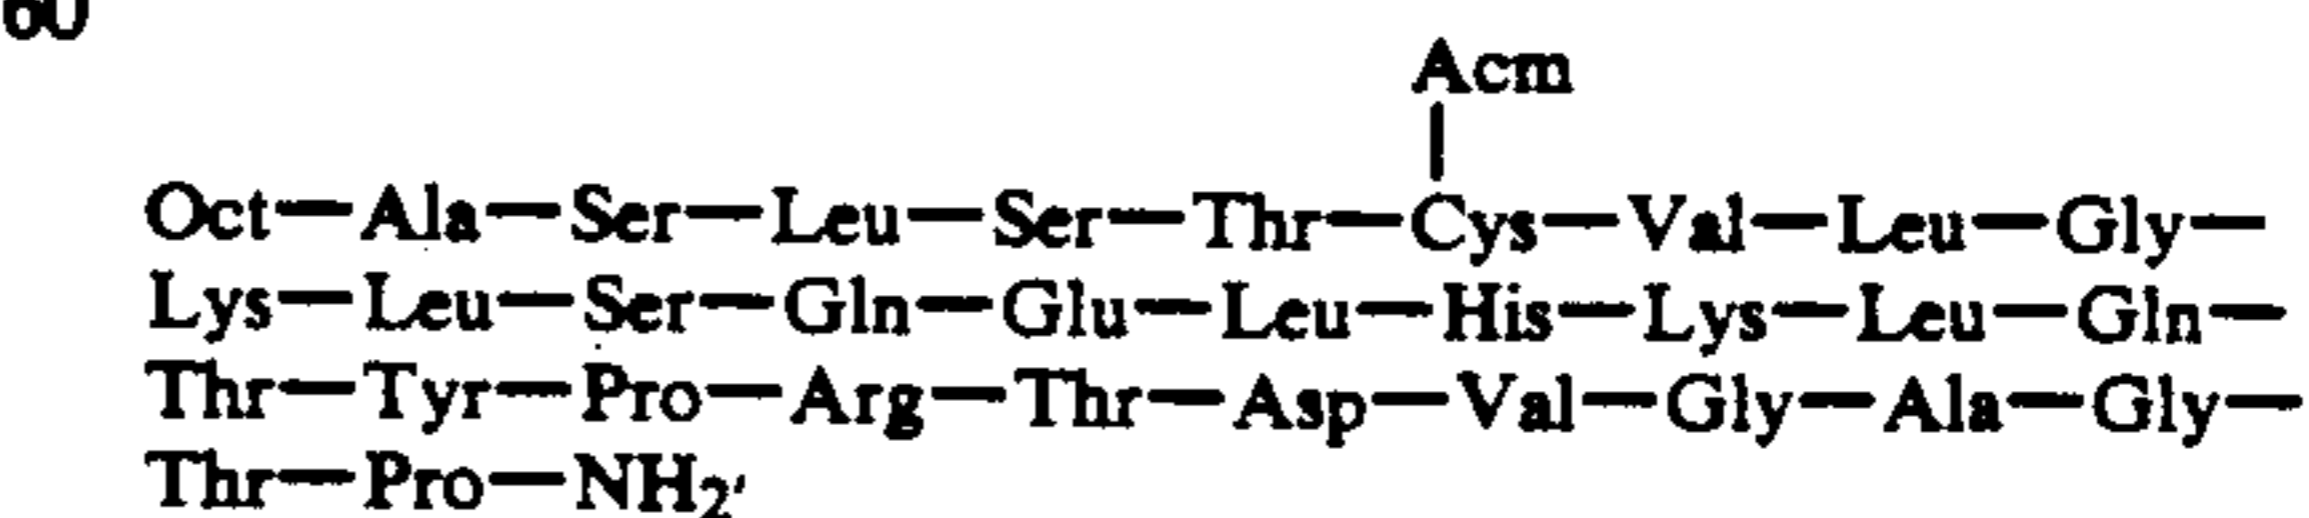 60
Acm
Oct—Ala—Ser—Leu—Ser—Thr—Cys—Val—Leu—Gly—
Lys—Leu—Ser—Gln—Glu—Leu—His—Lys—Leu—Gln—
Thr—Tyr—Pro—Arg—Thr—Asp—Val—Gly—Ala—Gly—
Thr—Pro—NH₂,